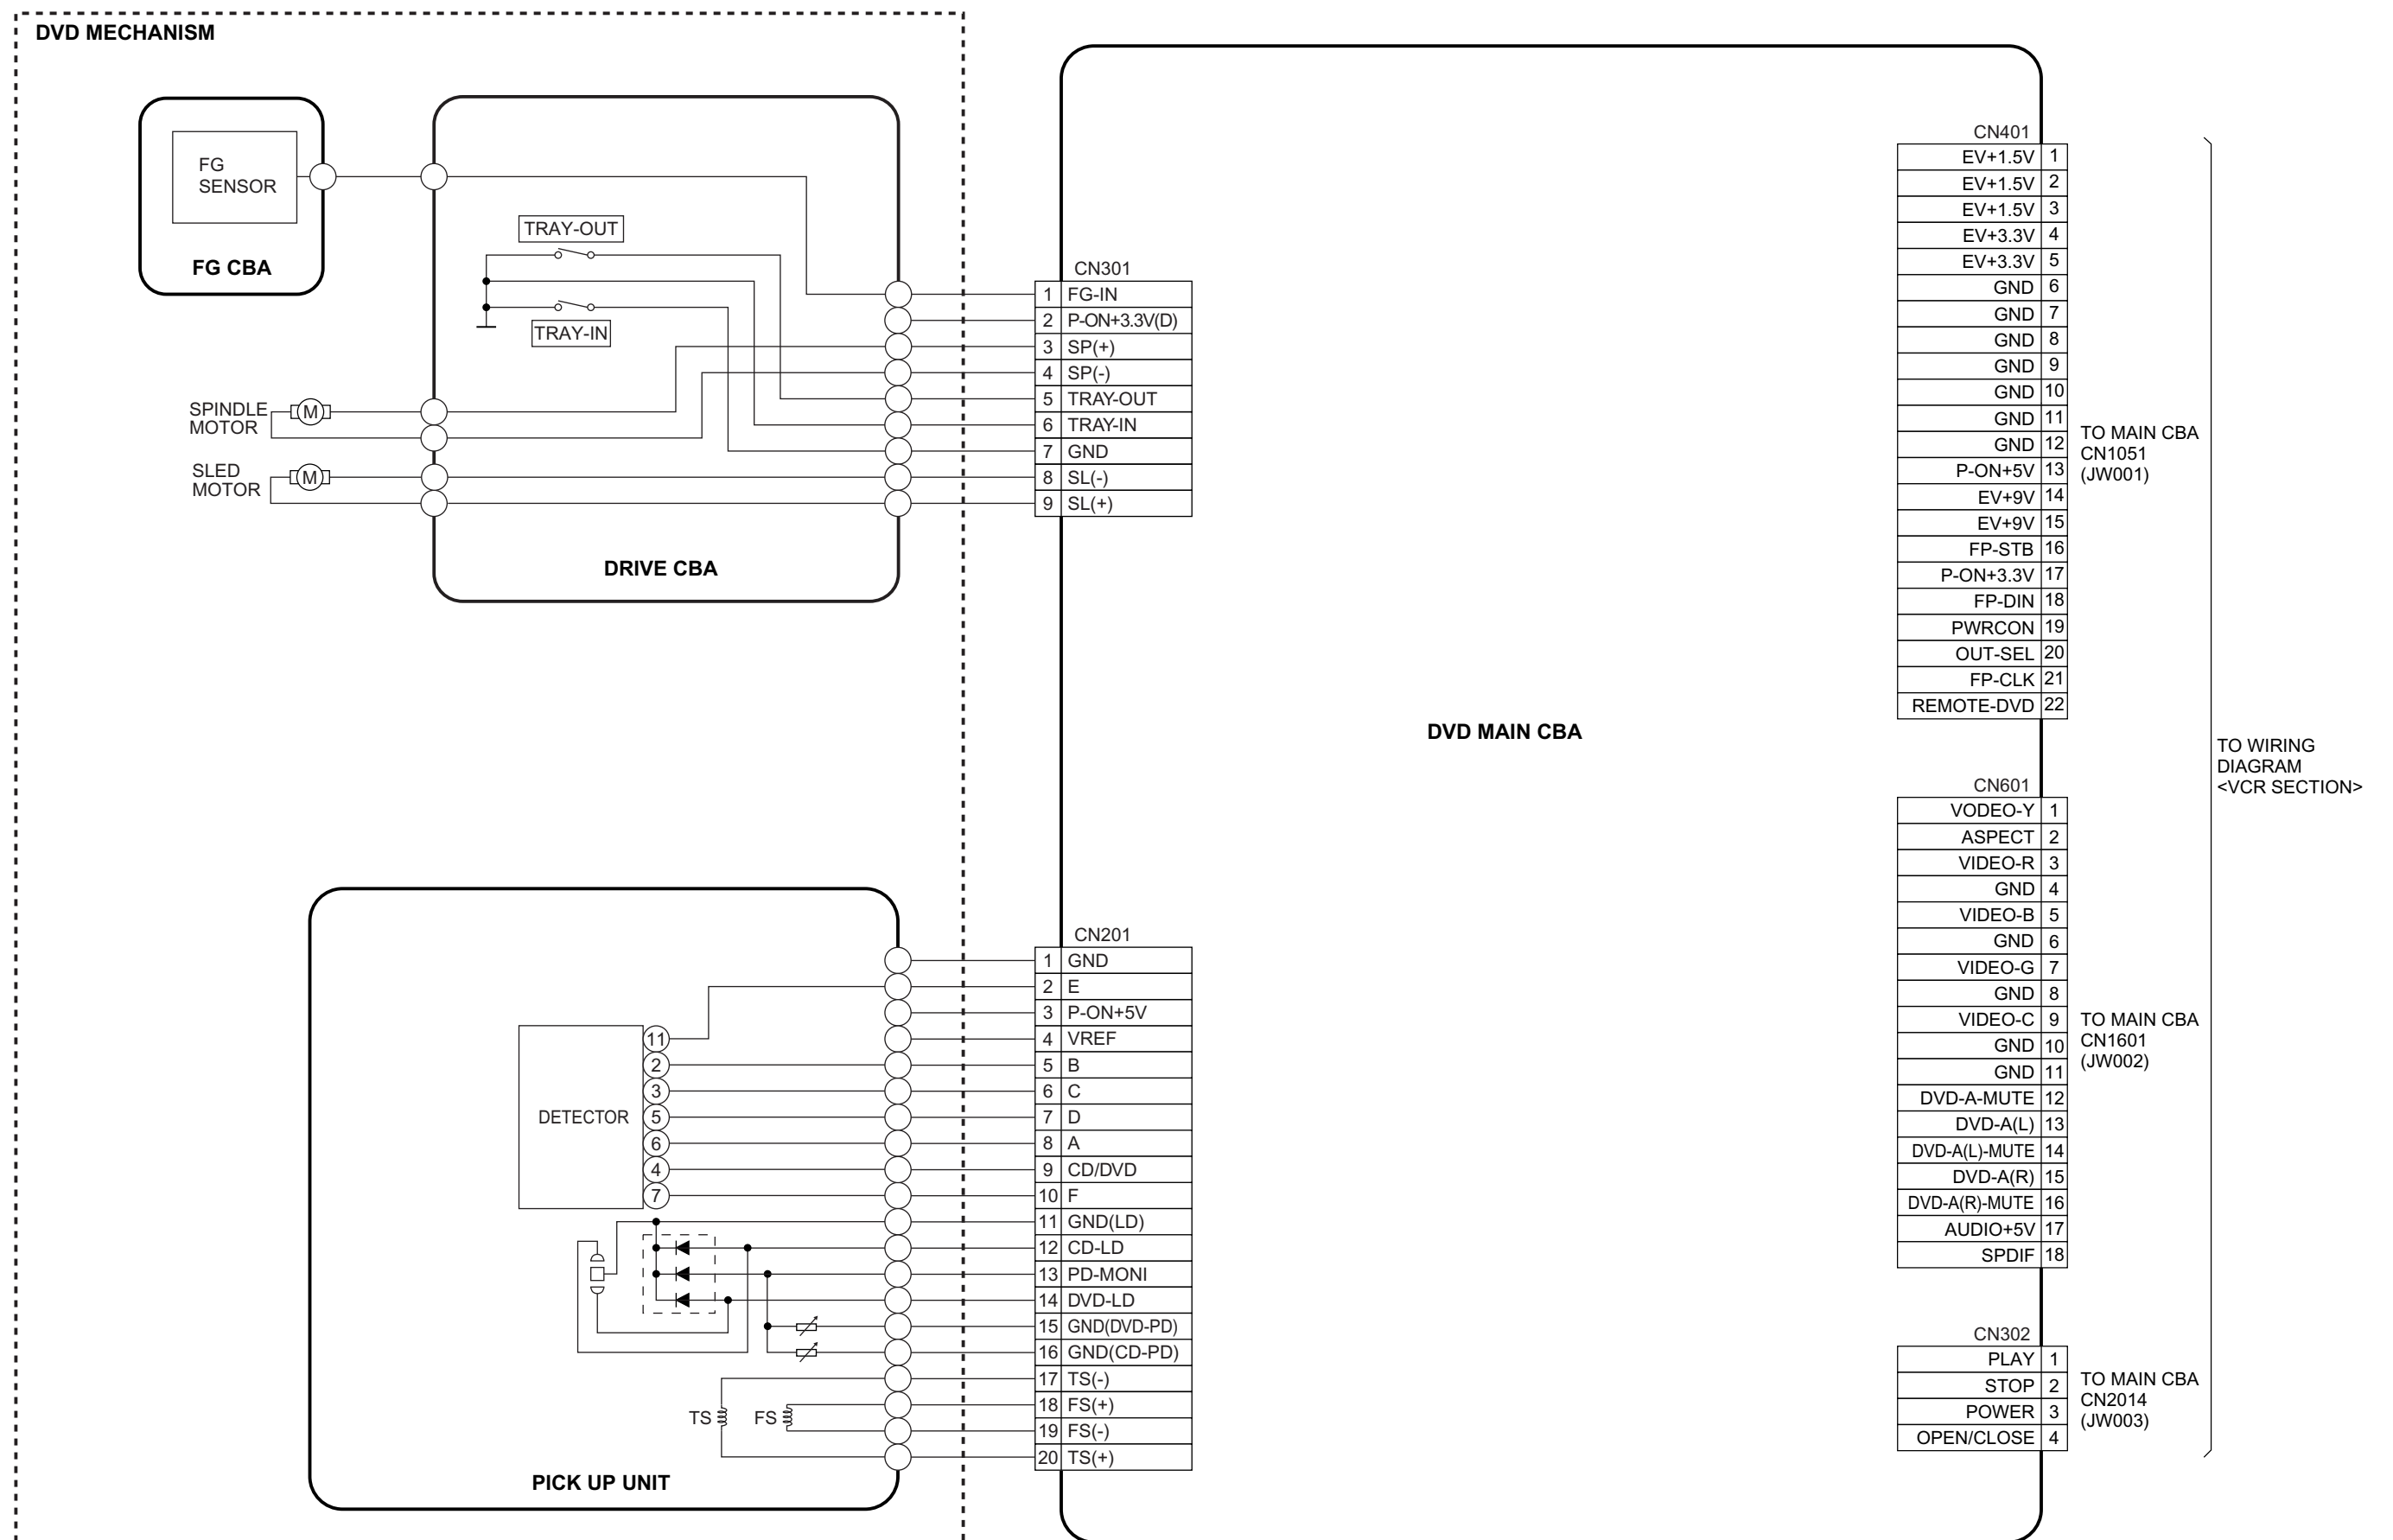 DVD MECHANISM
FG
SENSOR
FG CBA
TRAY-OUT
TRAY-IN
SPINDLE
MOTOR
M
SLED
MOTOR
M
DRIVE CBA
CN301
1 FG-IN
2 P-ON+3.3V(D)
3 SP(+)
4 SP(-)
5 TRAY-OUT
6 TRAY-IN
7 GND
8 SL(-)
9 SL(+)
DETECTOR
11
2
3
5
6
4
7
TS
FS
PICK UP UNIT
CN201
1 GND
2 E
3 P-ON+5V
4 VREF
5 B
6 C
7 D
8 A
9 CD/DVD
10 F
11 GND(LD)
12 CD-LD
13 PD-MONI
14 DVD-LD
15 GND(DVD-PD)
16 GND(CD-PD)
17 TS(-)
18 FS(+)
19 FS(-)
20 TS(+)
DVD MAIN CBA
CN401
EV+1.5V 1
EV+1.5V 2
EV+1.5V 3
EV+3.3V 4
EV+3.3V 5
GND 6
GND 7
GND 8
GND 9
GND 10
GND 11
GND 12
P-ON+5V 13
EV+9V 14
EV+9V 15
FP-STB 16
P-ON+3.3V 17
FP-DIN 18
PWRCON 19
OUT-SEL 20
FP-CLK 21
REMOTE-DVD 22
TO MAIN CBA
CN1051
(JW001)
CN601
VODEO-Y 1
ASPECT 2
VIDEO-R 3
GND 4
VIDEO-B 5
GND 6
VIDEO-G 7
GND 8
VIDEO-C 9
GND 10
GND 11
DVD-A-MUTE 12
DVD-A(L) 13
DVD-A(L)-MUTE 14
DVD-A(R) 15
DVD-A(R)-MUTE 16
AUDIO+5V 17
SPDIF 18
TO MAIN CBA
CN1601
(JW002)
CN302
PLAY 1
STOP 2
POWER 3
OPEN/CLOSE 4
TO MAIN CBA
CN2014
(JW003)
TO WIRING
DIAGRAM
<VCR SECTION>